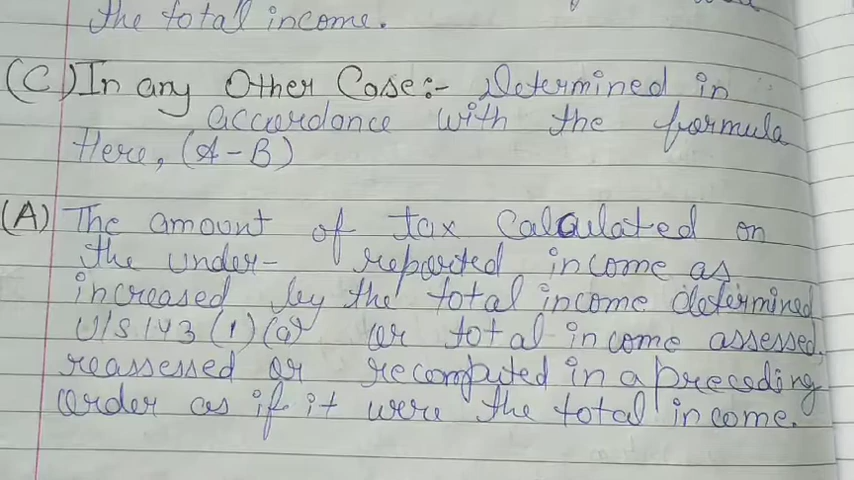 the total income.
(C) In any Other Case:- Determined in
accordance with the formula
Here, (A-B)
(A) The amount of tax Calculated on
the under- reported income as
increased by the total income determined
U/S 143 (1) (a) or total income assessed,
reassessed or recomputed in a preceding
order as if it were the total income.